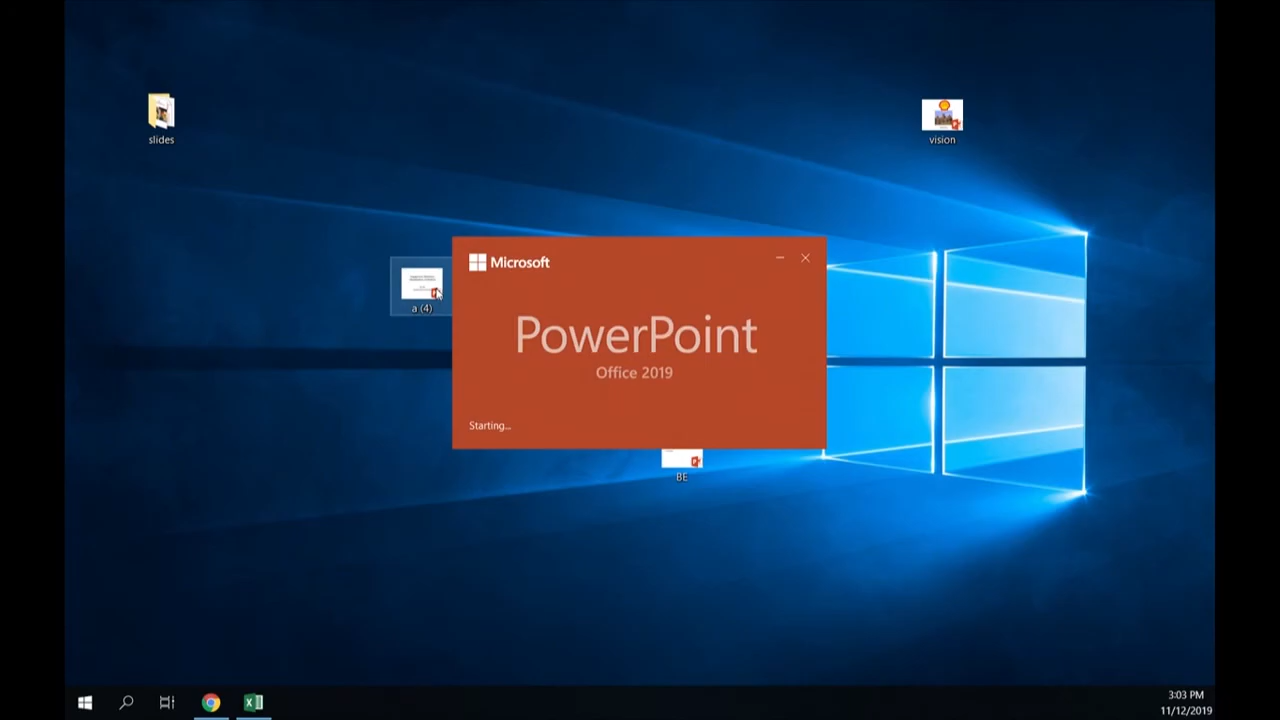 slides
vision
Microsoft
a (4)
PowerPoint
Office 2019
Starting...
BE
3:03 PM
11/12/2019